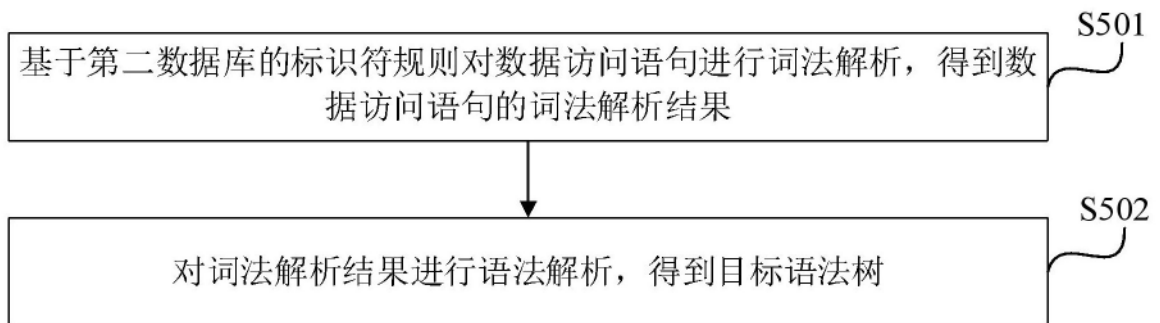 S501
基于第二数据库的标识符规则对数据访问语句进行词法解析，得到数
据访问语句的词法解析结果
S502
对词法解析结果进行语法解析，得到目标语法树